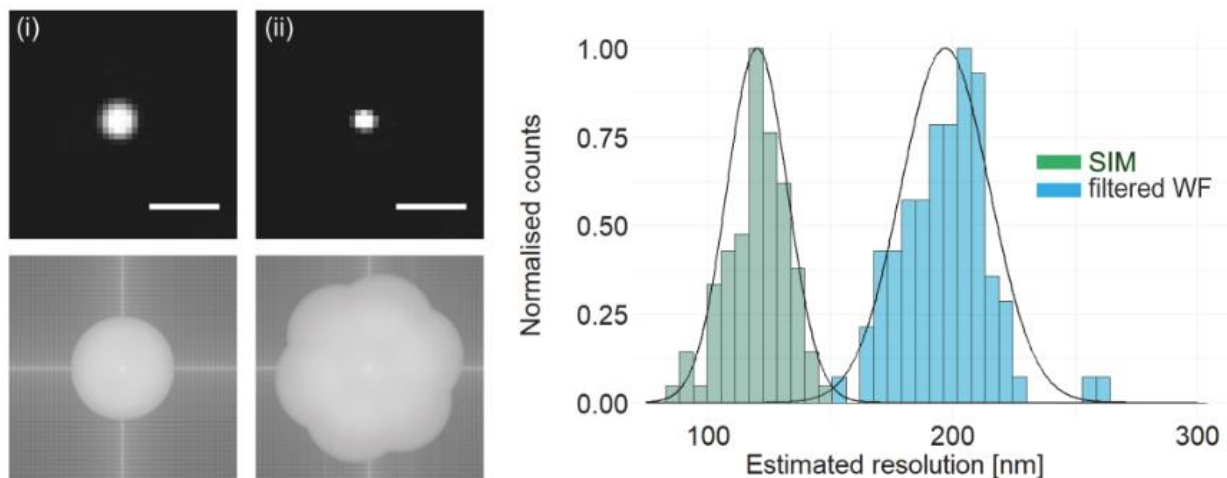 (i)
(ii)
Normalised counts
1.00
0.75
0.50
0.25
0.00
SIM
filtered WF
100
200
300
Estimated resolution [nm]